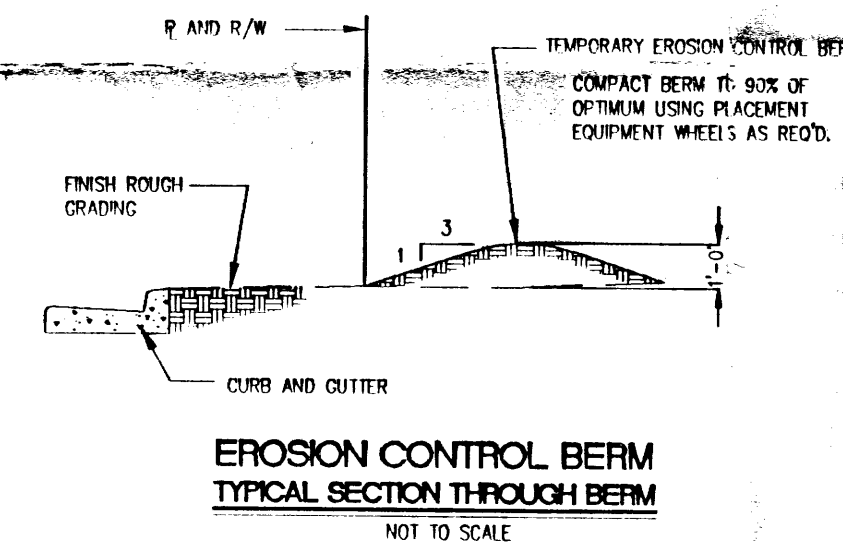 ℞ AND R/W
TEMPORARY EROSION CONTROL BER
COMPACT BERM TO 90% OF
OPTIMUM USING PLACEMENT
EQUIPMENT WHEELS AS REQ'D.
FINISH ROUGH
GRADING
3
1
1'-0"
CURB AND GUTTER
EROSION CONTROL BERM
TYPICAL SECTION THROUGH BERM
NOT TO SCALE